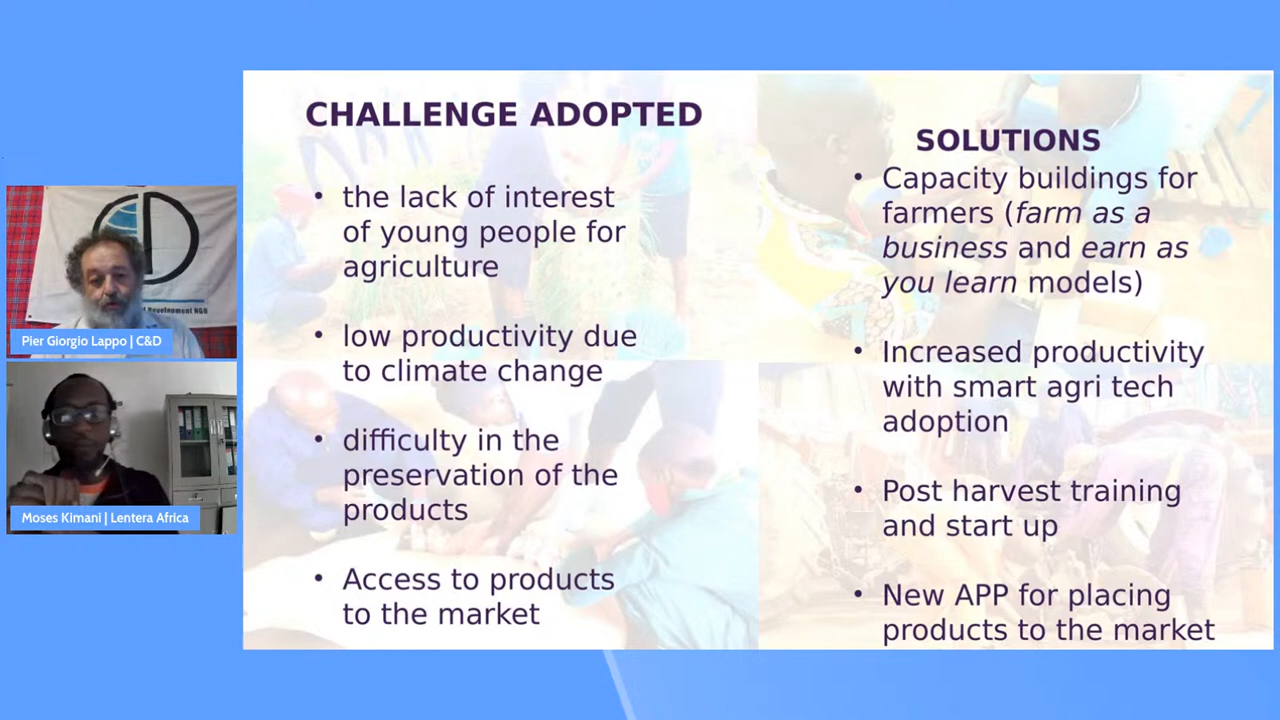 CHALLENGE ADOPTED
• the lack of interest
of young people for
agriculture
• low productivity due
to climate change
• difficulty in the
preservation of the
products
• Access to products
to the market
SOLUTIONS
• Capacity buildings for
farmers (farm as a
business and earn as
you learn models)
• Increased productivity
with smart agri tech
adoption
• Post harvest training
and start up
• New APP for placing
products to the market
Development NGO
Pier Giorgio Lappo | C&D
Moses Kimani | Lentera Africa